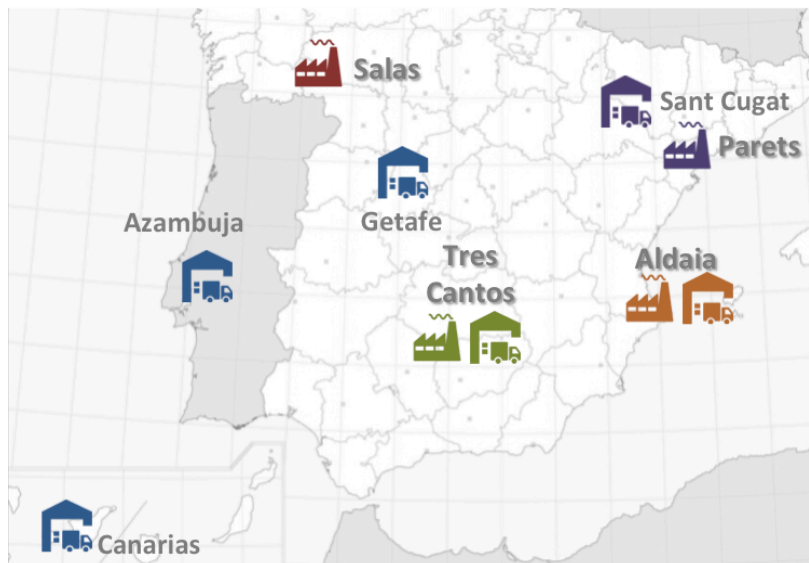 Salas
Sant Cugat
Parets
Azambuja
Getafe
Tres
Cantos
Aldaia
Canarias